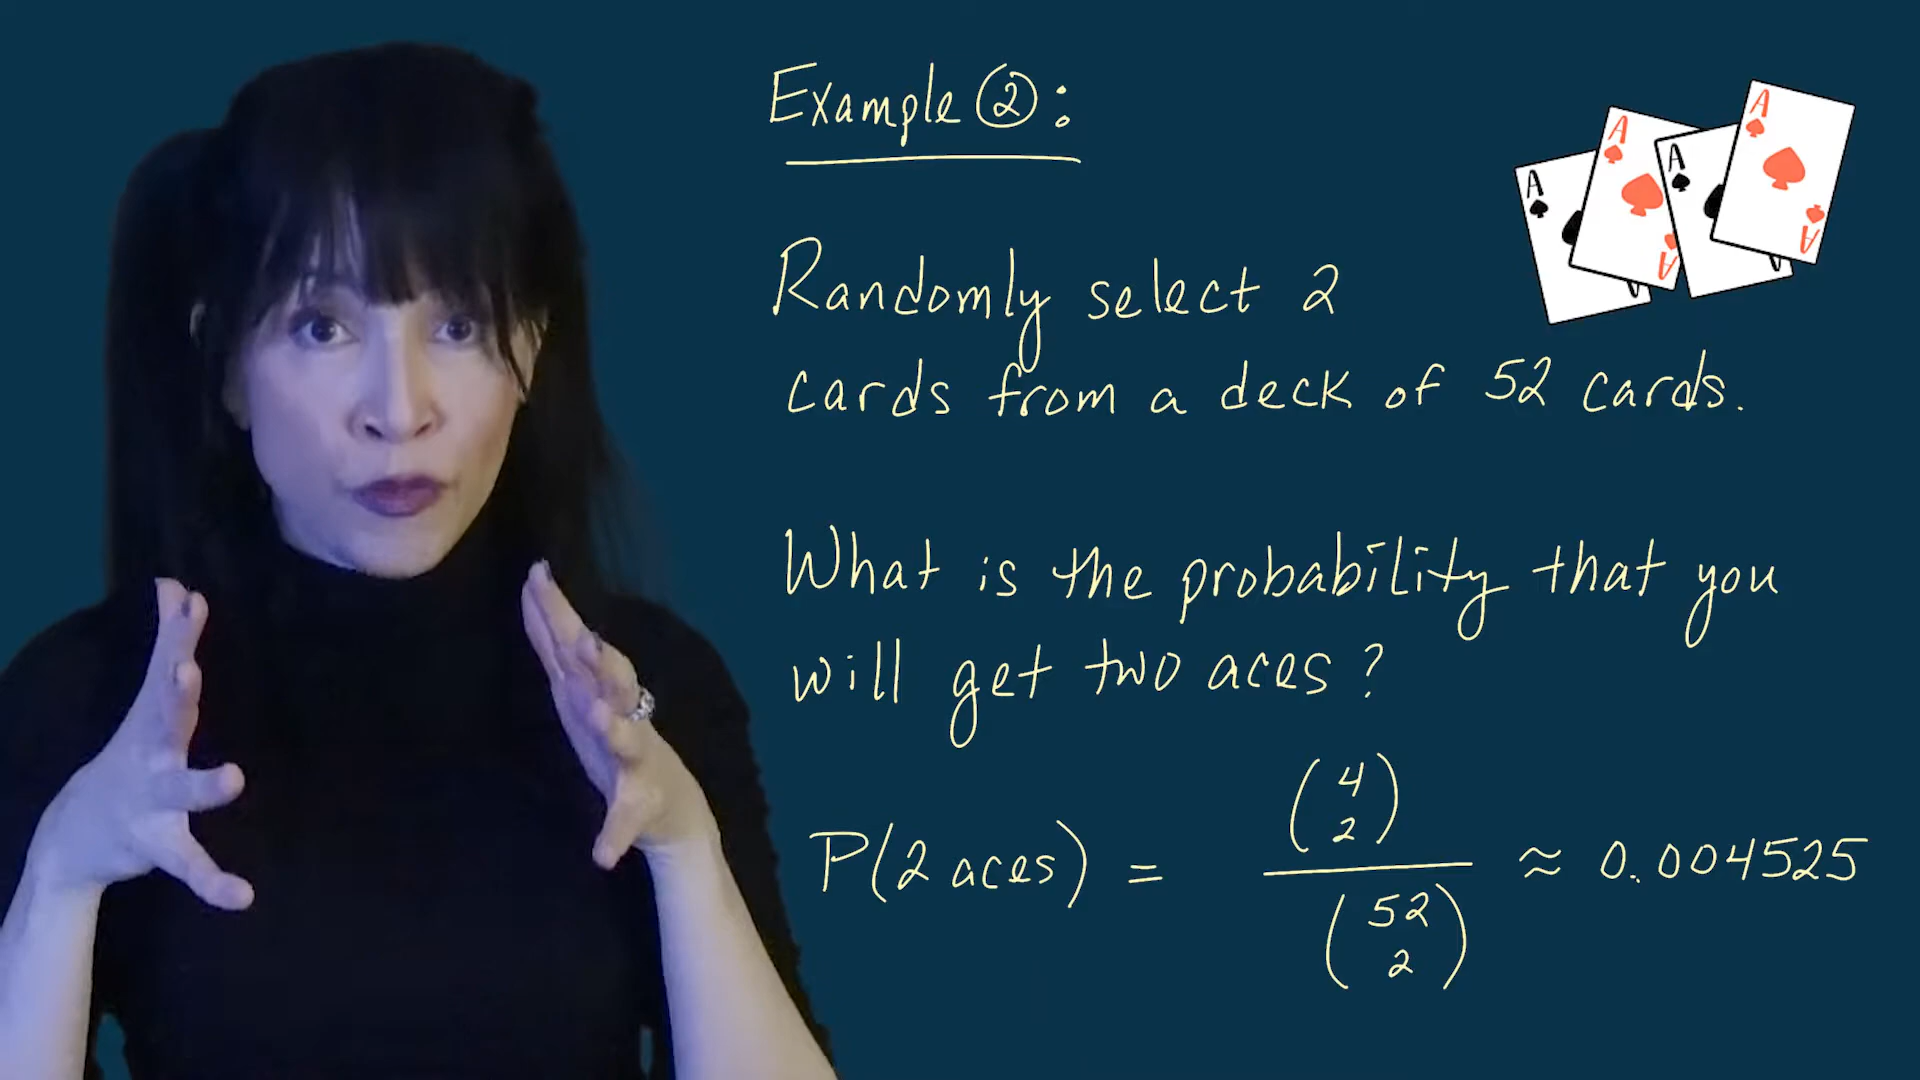 Example ②:
Randomly select 2
cards from a deck of 52 cards.
What is the probability that you
will get two aces?
P(2 aces) = (4 2) / (52 2) ≈ 0.004525
A
A
A
A
A
A